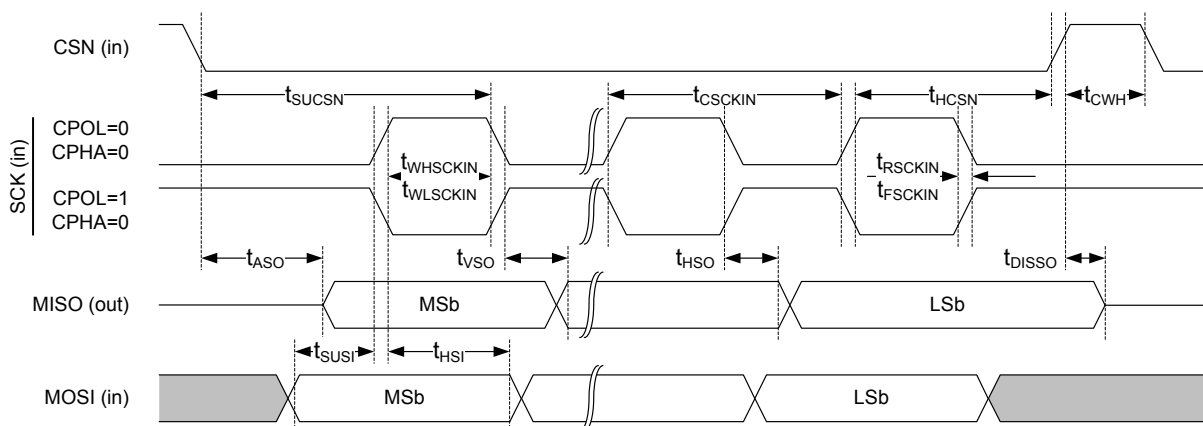 CSN (in)
tSUCSN
tCSCKIN
tHCSN
tCWH
SCK (in)
CPOL=0
CPHA=0
tWHSCKIN
tWLSCKIN
tRSCKIN
tFSCKIN
CPOL=1
CPHA=0
tASO
tVSO
tHSO
tDISSO
MISO (out)
MSb
LSb
tSUSI
tHSI
MOSI (in)
MSb
LSb